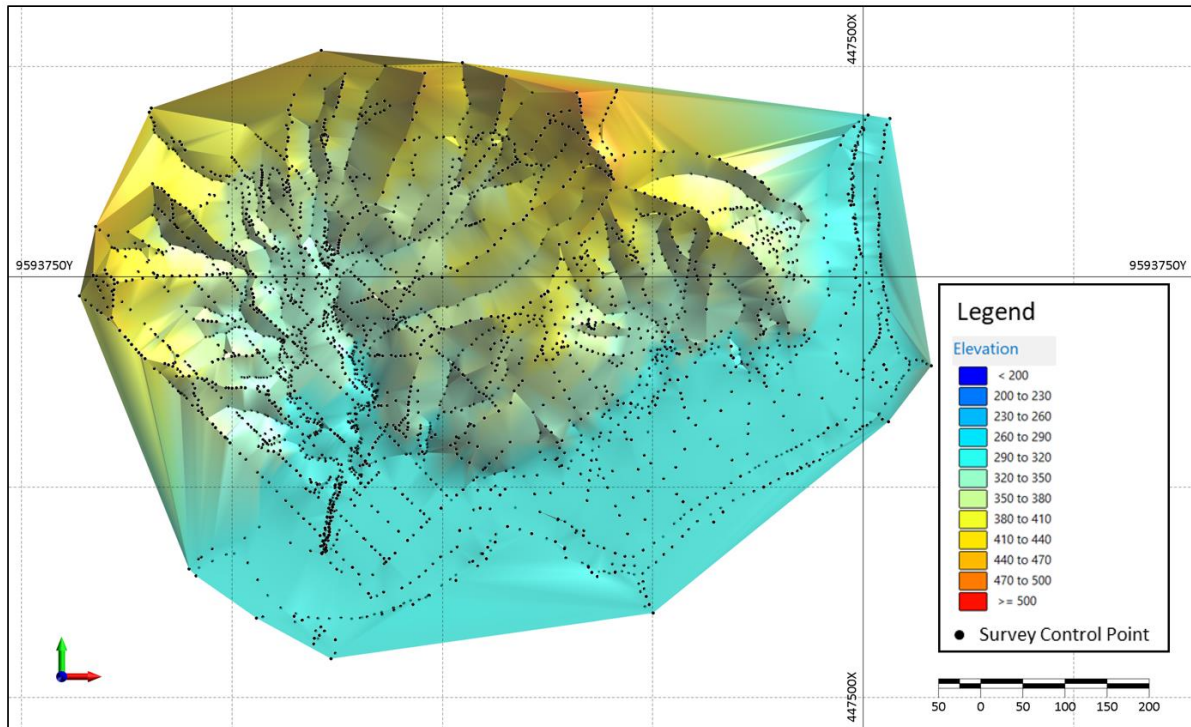 447500X
9593750Y
9593750Y
Legend
Elevation
< 200
200 to 230
230 to 260
260 to 290
290 to 320
320 to 350
350 to 380
380 to 410
410 to 440
440 to 470
470 to 500
>= 500
Survey Control Point
447500X
50 0 50 100 150 200